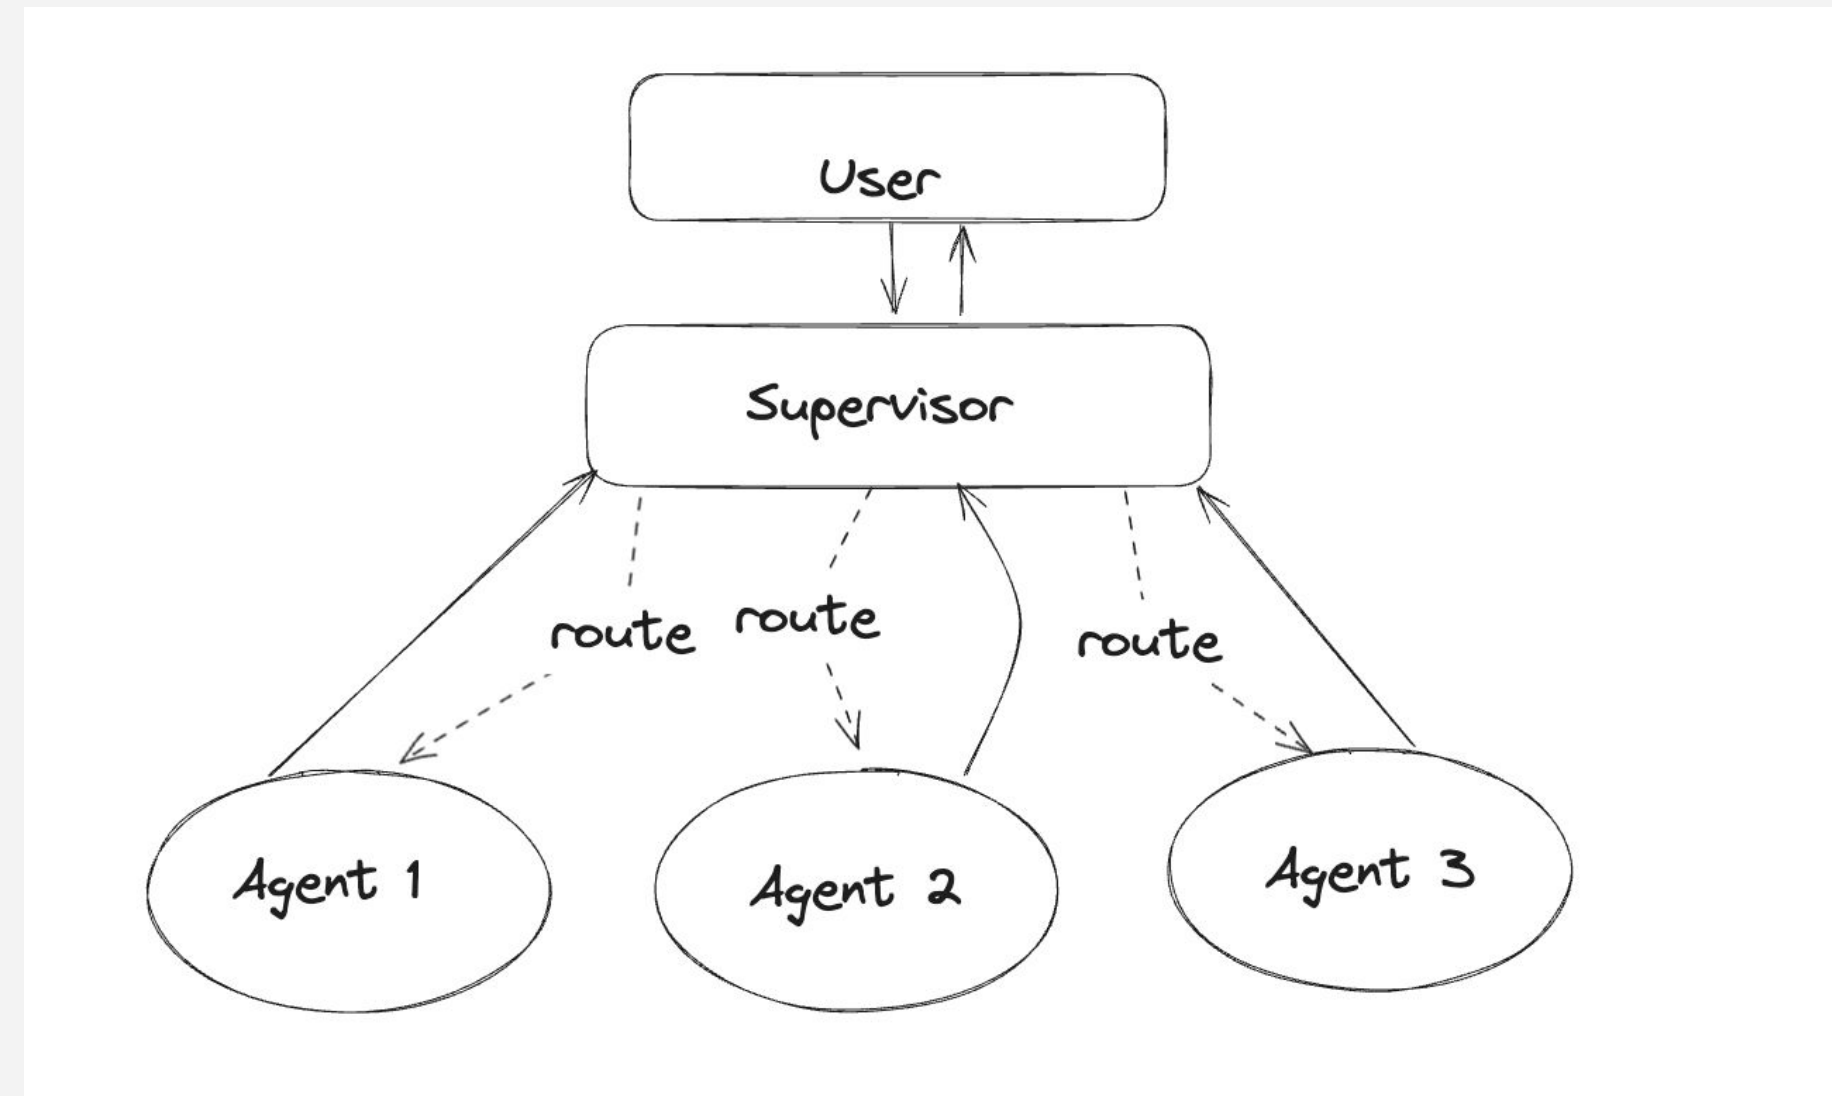 User
Supervisor
route
route
route
Agent 1
Agent 2
Agent 3